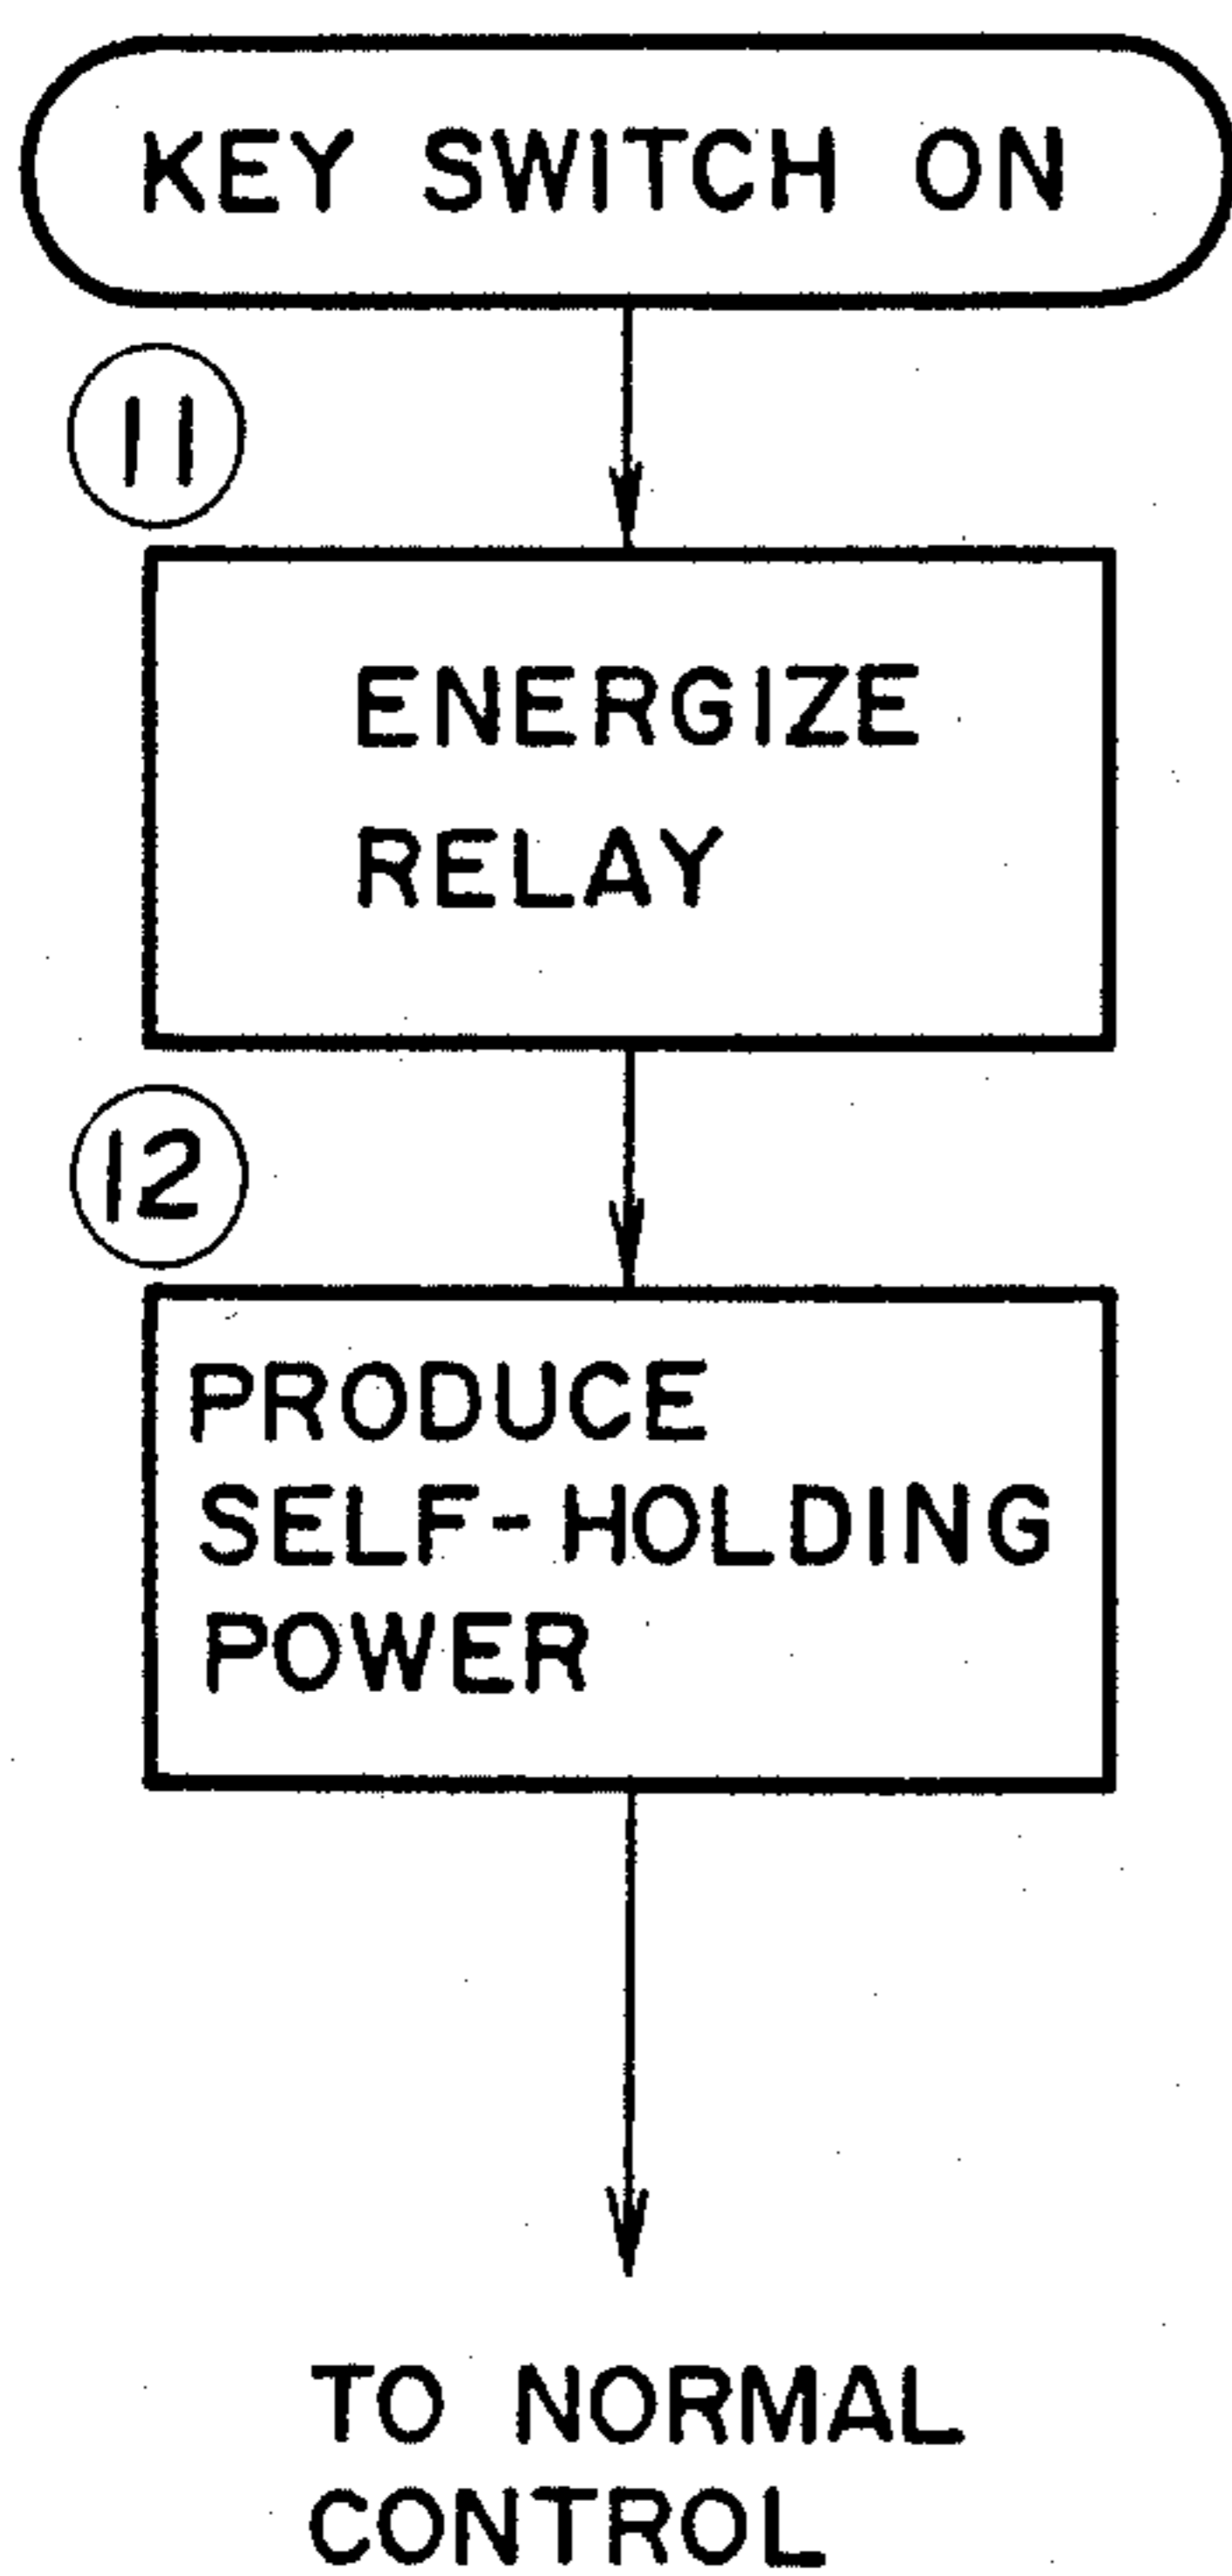 KEY SWITCH ON
11
ENERGIZE
RELAY
12
PRODUCE
SELF-HOLDING
POWER
TO NORMAL
CONTROL